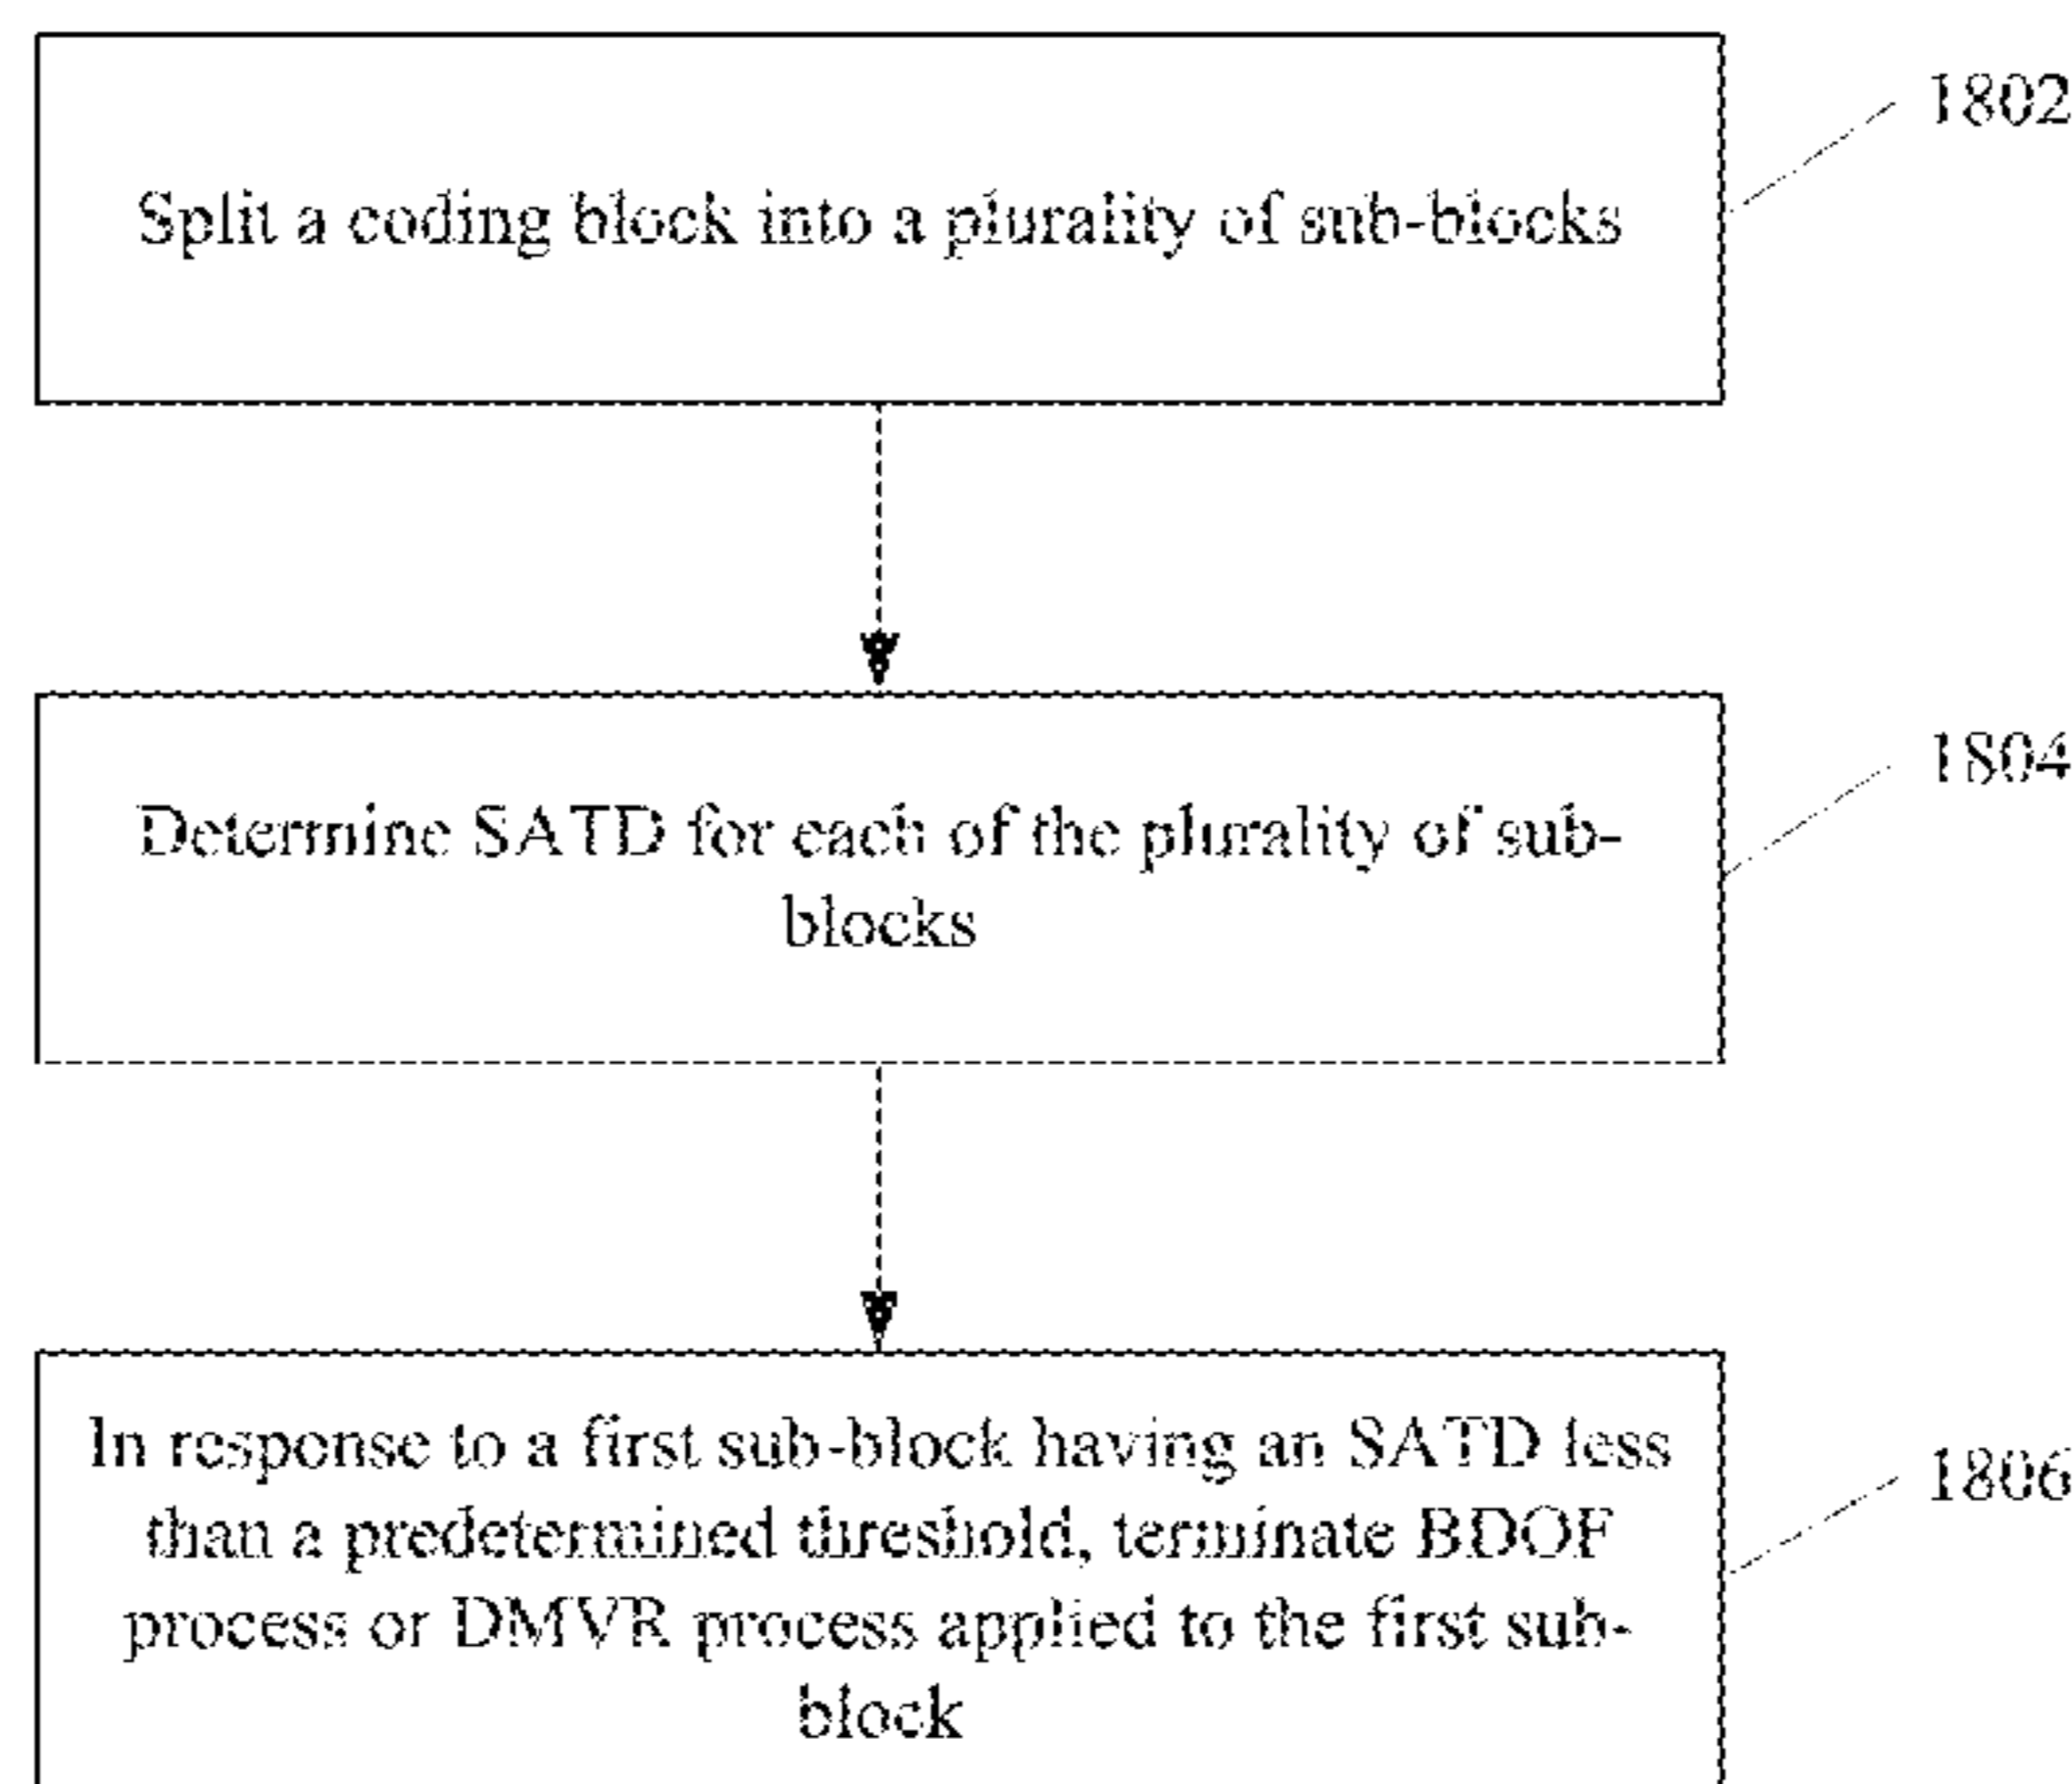 Split a coding block into a plurality of sub-blocks
1802
Determine SATD for each of the plurality of sub-
blocks
1804
In response to a first sub-block having an SATD less
than a predetermined threshold, terminate BDOF
process or DMVR process applied to the first sub-
block
1806